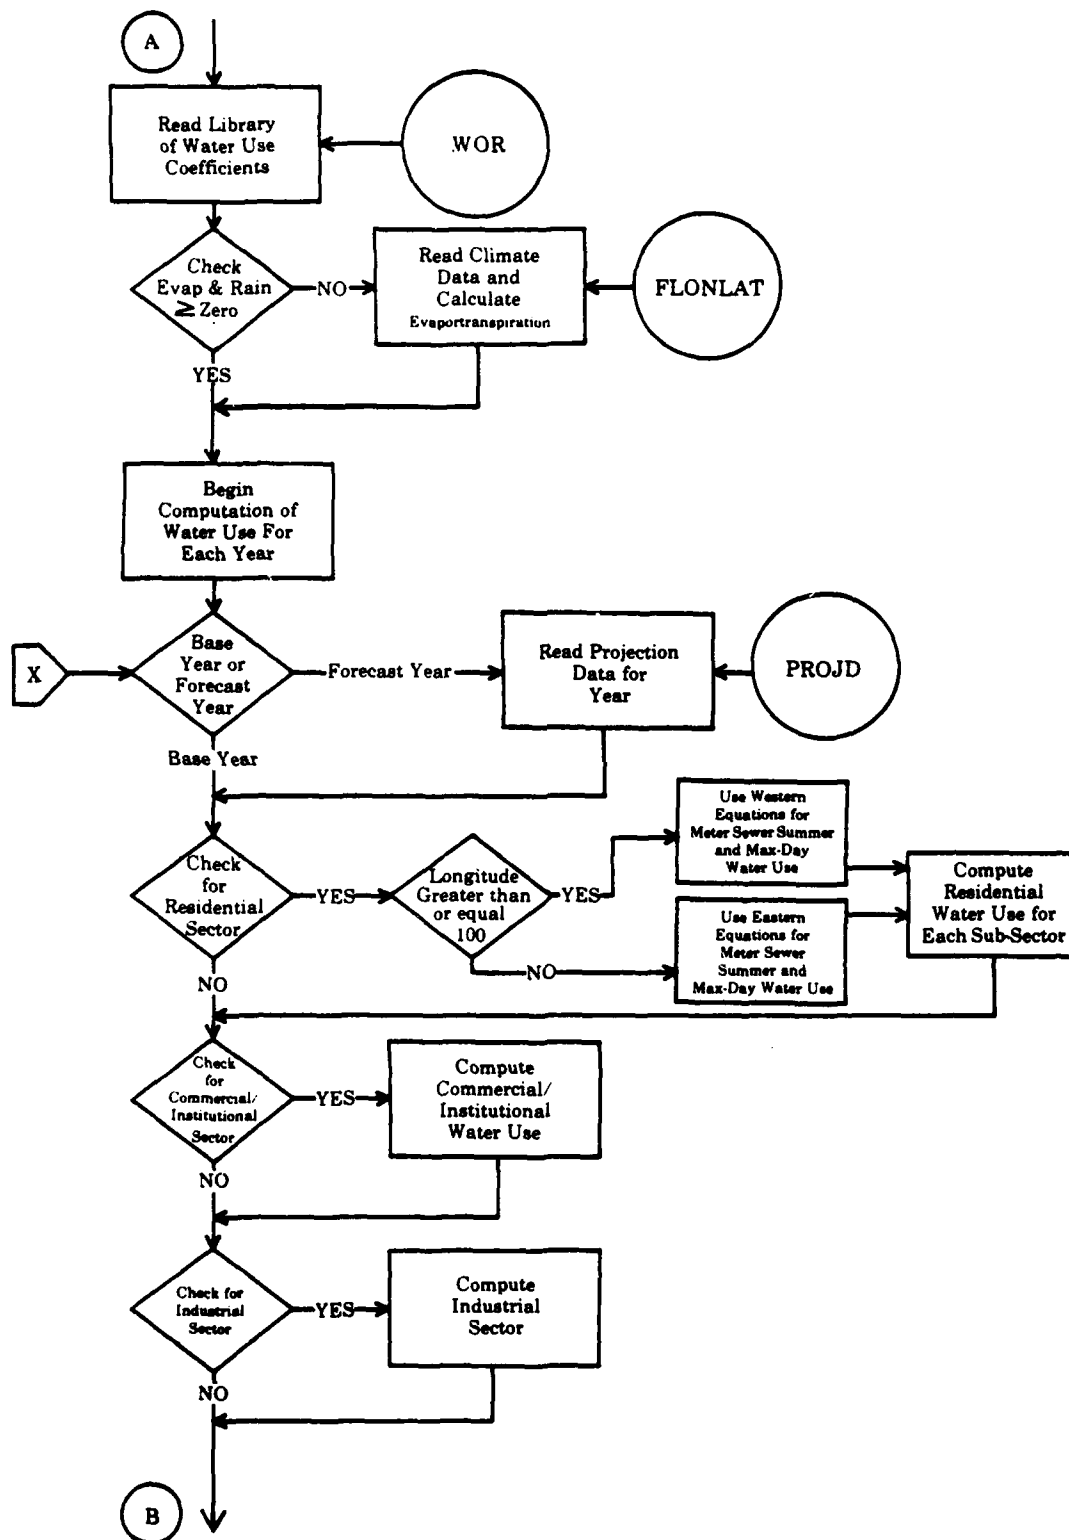 A
Read Library
of Water Use
Coefficients
WOR
Check
Evap & Rain
≥ Zero
NO
Read Climate
Data and
Calculate
Evaportranspiration
FLONLAT
YES
Begin
Computation of
Water Use For
Each Year
X
Base
Year or
Forecast
Year
Forecast Year
Read Projection
Data for
Year
PROJD
Base Year
Check
for
Residential
Sector
YES
Longitude
Greater than
or equal
100
YES
Use Western
Equations for
Meter Sewer Summer
and Max-Day
Water Use
NO
Use Eastern
Equations for
Meter Sewer
Summer and
Max-Day Water Use
Compute
Residential
Water Use for
Each Sub-Sector
NO
Check
for
Commercial/
Institutional
Sector
YES
Compute
Commercial/
Institutional
Water Use
NO
Check for
Industrial
Sector
YES
Compute
Industrial
Sector
NO
B